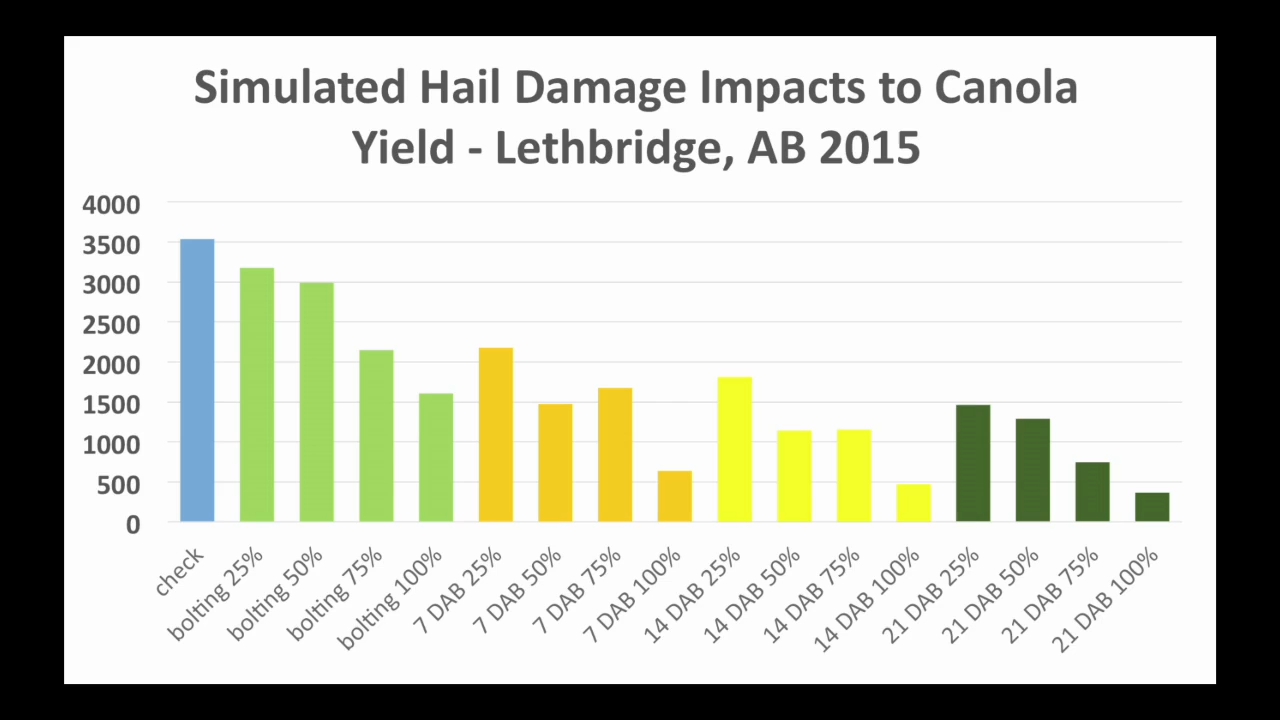 Simulated Hail Damage Impacts to Canola
Yield - Lethbridge, AB 2015
4000
3500
3000
2500
2000
1500
1000
500
0
check
bolting 25%
bolting 50%
bolting 75%
bolting 100%
7 DAB 25%
7 DAB 50%
7 DAB 75%
7 DAB 100%
14 DAB 25%
14 DAB 50%
14 DAB 75%
14 DAB 100%
21 DAB 25%
21 DAB 50%
21 DAB 75%
21 DAB 100%